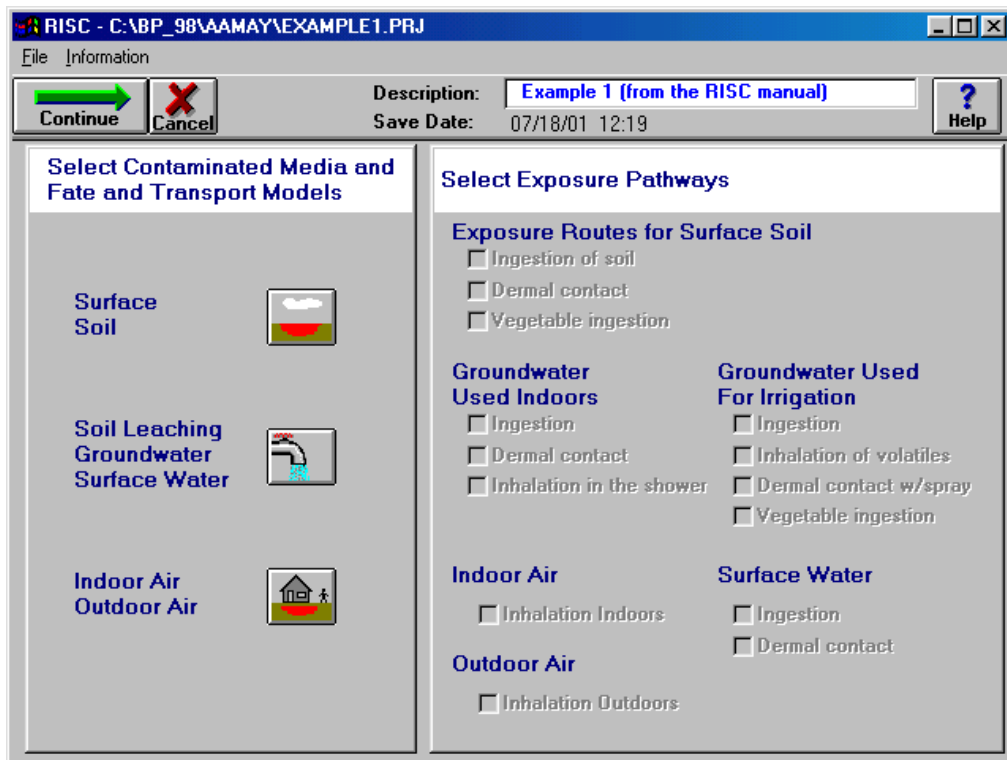 RISC - C:\BP_98\AAMAY\EXAMPLE1.PRJ
File Information
Continue
Cancel
Description: Example 1 (from the RISC manual)
Save Date: 07/18/01 12:19
Help
Select Contaminated Media and
Fate and Transport Models
Surface
Soil
Soil Leaching
Groundwater
Surface Water
Indoor Air
Outdoor Air
Select Exposure Pathways
Exposure Routes for Surface Soil
Ingestion of soil
Dermal contact
Vegetable ingestion
Groundwater
Used Indoors
Ingestion
Dermal contact
Inhalation in the shower
Groundwater Used
For Irrigation
Ingestion
Inhalation of volatiles
Dermal contact w/spray
Vegetable ingestion
Indoor Air
Inhalation Indoors
Surface Water
Ingestion
Dermal contact
Outdoor Air
Inhalation Outdoors